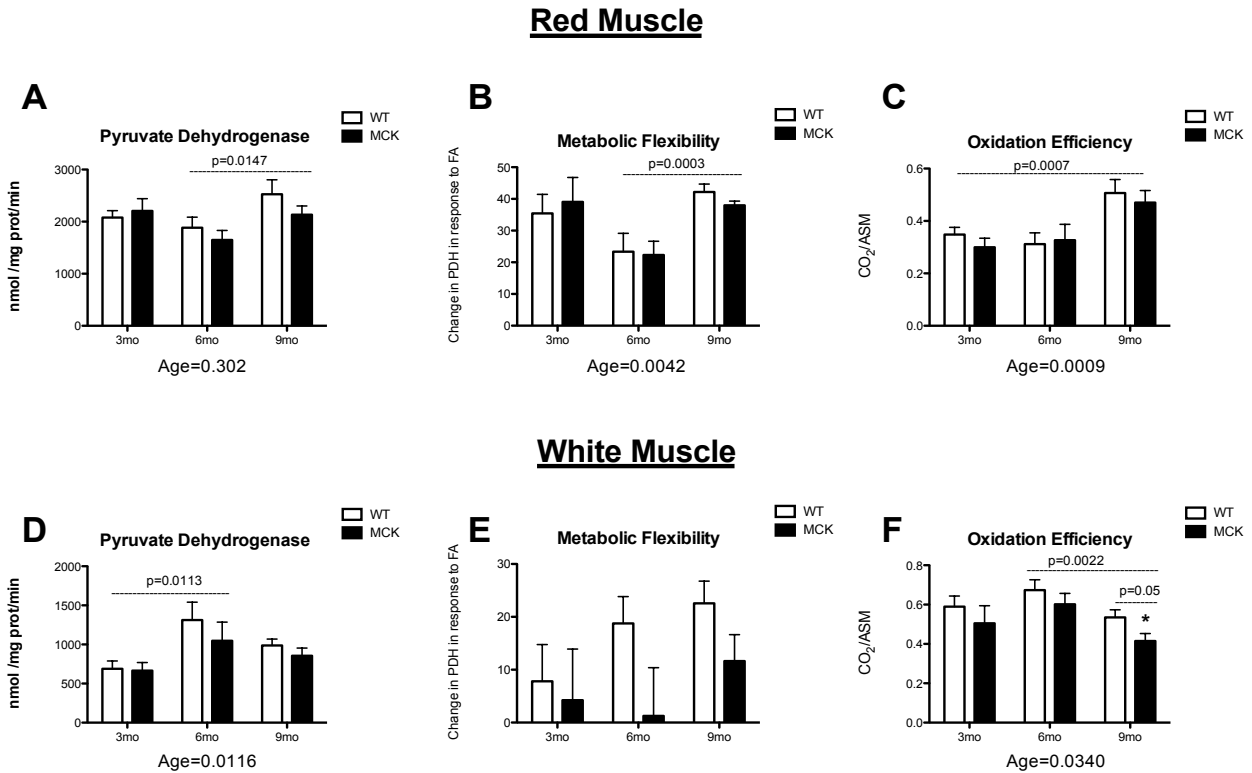 Red Muscle
A
WT
MCK
Pyruvate Dehydrogenase
p=0.0147
nmol /mg prot/min
3000
2000
1000
0
3mo
6mo
9mo
Age=0.302
B
WT
MCK
Metabolic Flexibility
p=0.0003
Change in PDH in response to FA
50
40
30
20
10
0
3mo
6mo
9mo
Age=0.0042
C
WT
MCK
Oxidation Efficiency
p=0.0007
CO₂/ASM
0.6
0.4
0.2
0.0
3mo
6mo
9mo
Age=0.0009
White Muscle
D
WT
MCK
Pyruvate Dehydrogenase
p=0.0113
nmol /mg prot/min
2000
1500
1000
500
0
3mo
6mo
9mo
Age=0.0116
E
WT
MCK
Metabolic Flexibility
Change in PDH in response to FA
30
20
10
0
3mo
6mo
9mo
F
WT
MCK
Oxidation Efficiency
p=0.0022
p=0.05
*
CO₂/ASM
0.8
0.6
0.4
0.2
0.0
3mo
6mo
9mo
Age=0.0340